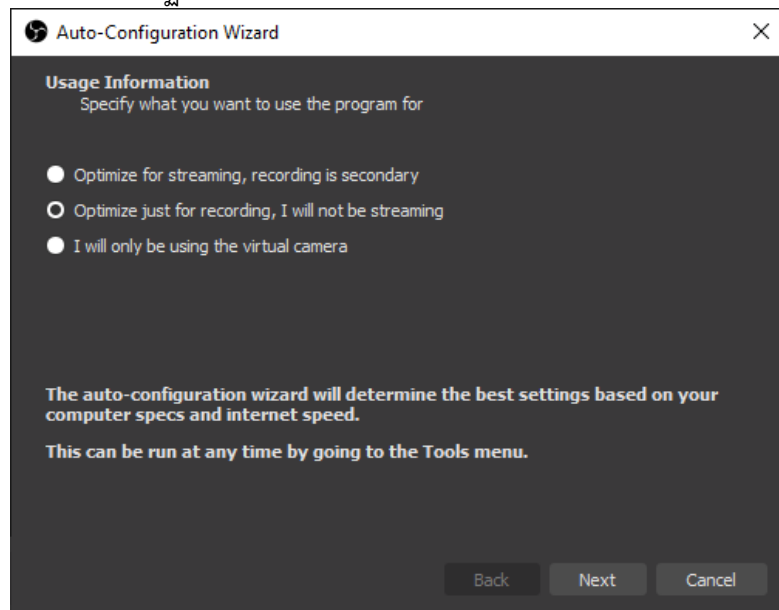 Auto-Configuration Wizard
Usage Information
Specify what you want to use the program for
Optimize for streaming, recording is secondary
Optimize just for recording, I will not be streaming
I will only be using the virtual camera
The auto-configuration wizard will determine the best settings based on your
computer specs and internet speed.
This can be run at any time by going to the Tools menu.
Back Next Cancel